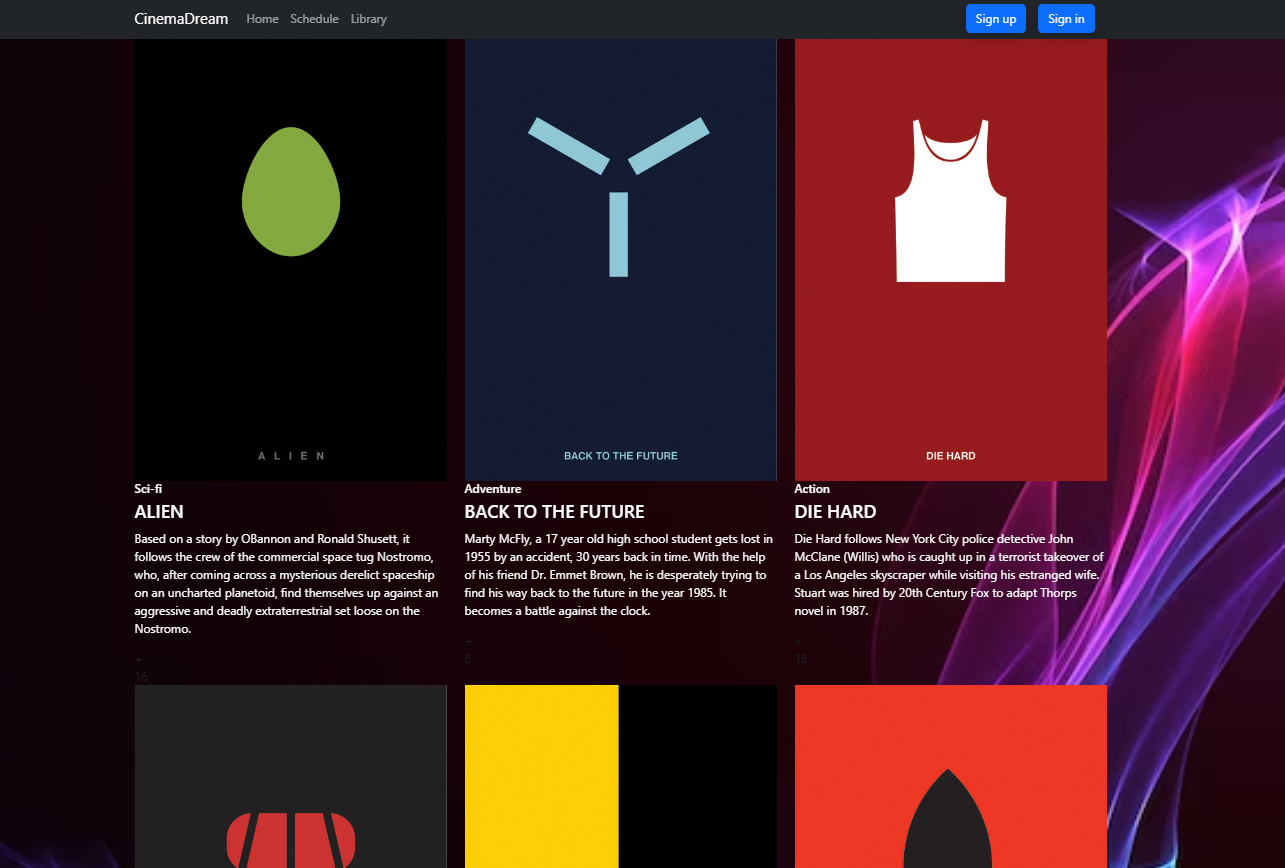 CinemaDream Home Schedule Library Sign up Sign in
A L I E N
BACK TO THE FUTURE
DIE HARD
Sci-fi
ALIEN
Based on a story by OBannon and Ronald Shusett, it
follows the crew of the commercial space tug Nostromo,
who, after coming across a mysterious derelict spaceship
on an uncharted planetoid, find themselves up against an
aggressive and deadly extraterrestrial set loose on the
Nostromo.
+
16
Adventure
BACK TO THE FUTURE
Marty McFly, a 17 year old high school student gets lost in
1955 by an accident, 30 years back in time. With the help
of his friend Dr. Emmet Brown, he is desperately trying to
find his way back to the future in the year 1985. It
becomes a battle against the clock.
+
6
Action
DIE HARD
Die Hard follows New York City police detective John
McClane (Willis) who is caught up in a terrorist takeover of
a Los Angeles skyscraper while visiting his estranged wife.
Stuart was hired by 20th Century Fox to adapt Thorps
novel in 1987.
+
18